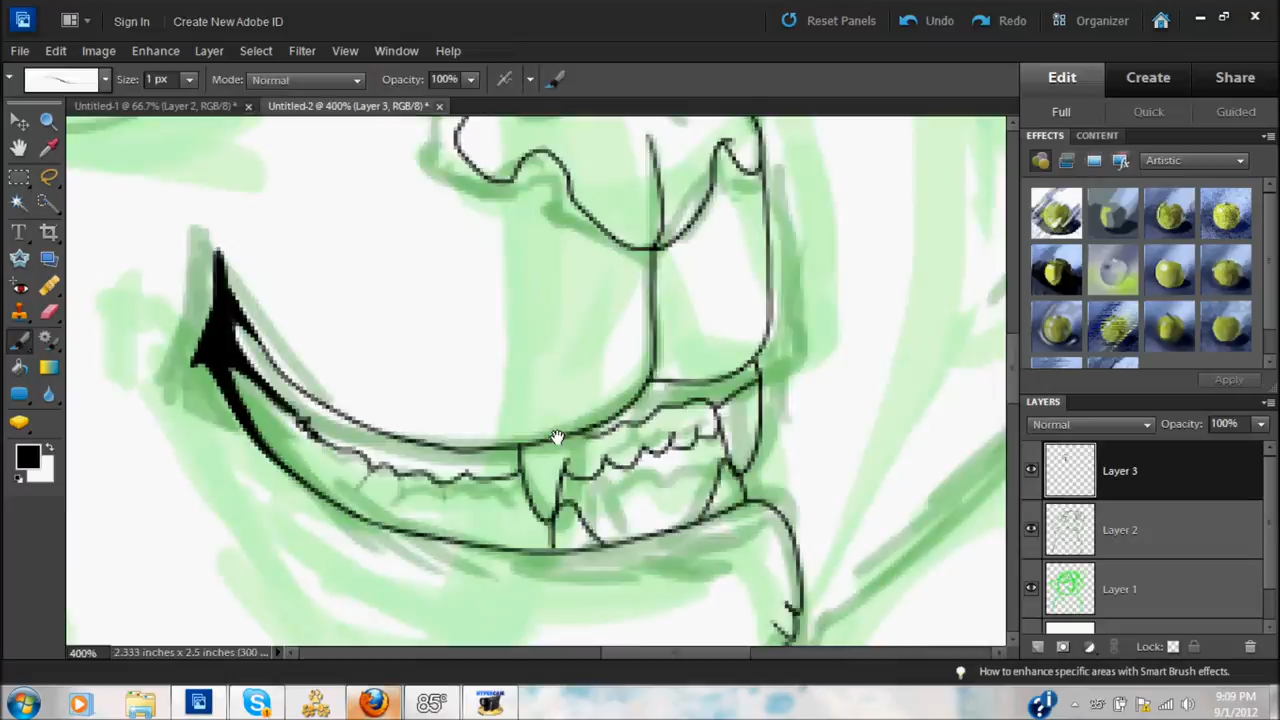 Sign In Create New Adobe ID Reset Panels Undo Redo Organizer
File Edit Image Enhance Layer Select Filter View Window Help
Size: 1 px Mode: Normal Opacity: 100%
Edit Create Share
Untitled-1 @ 66.7% (Layer 2, RGB/8) * Untitled-2 @ 400% (Layer 3, RGB/8) *
Full Quick Guided
EFFECTS CONTENT
Artistic
Apply
LAYERS
Normal Opacity: 100%
Layer 3
Layer 2
Layer 1
Lock:
400% 2.333 inches x 2.5 inches (300 ...
How to enhance specific areas with Smart Brush effects.
85° HYPERCAM 85° 9:09 PM
9/1/2012